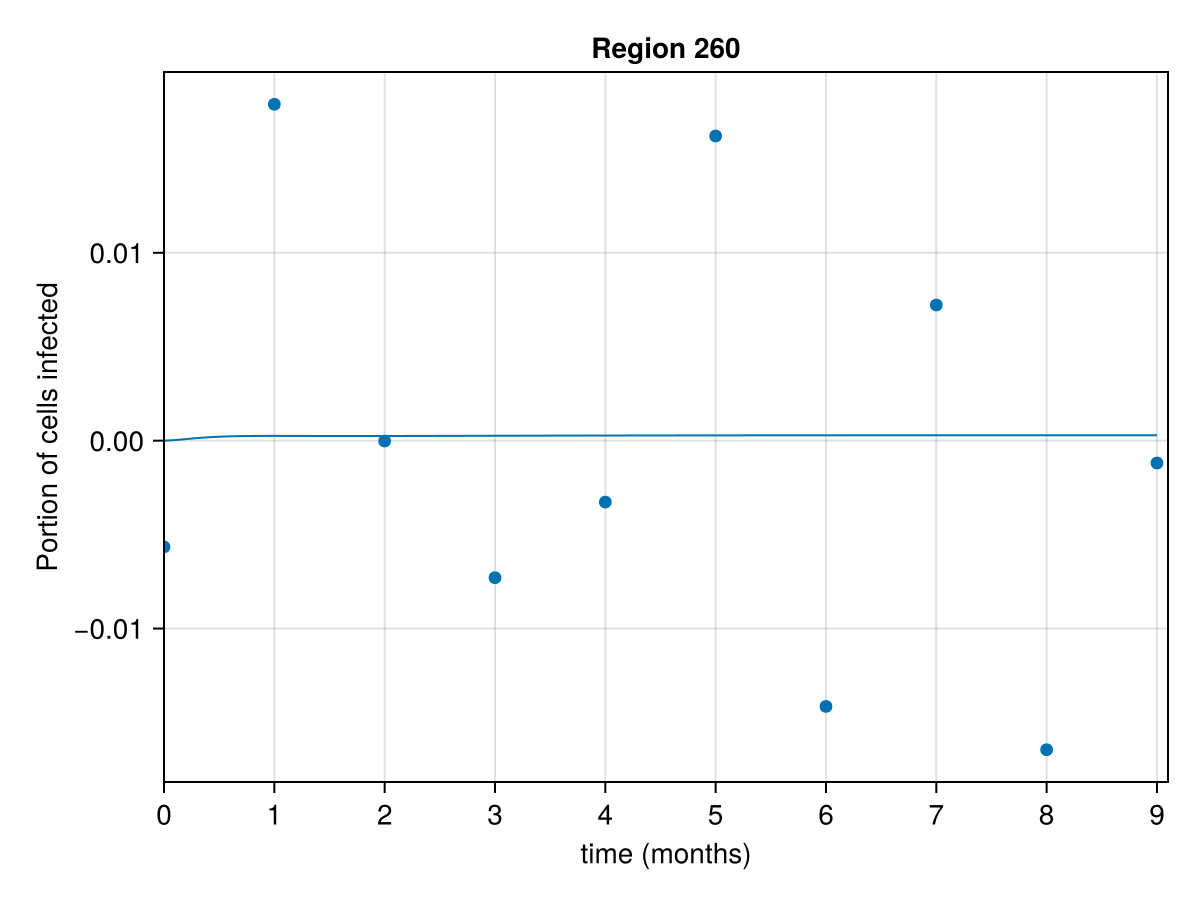 Region 260
Portion of cells infected
0.01
0.00
−0.01
0 1 2 3 4 5 6 7 8 9
time (months)